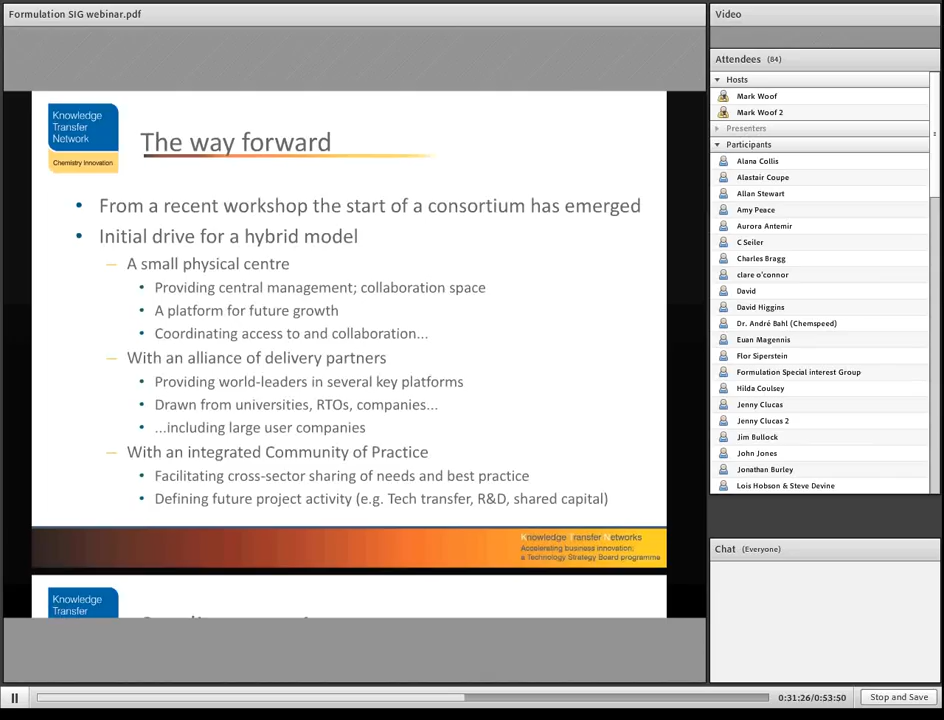 Formulation SIG webinar.pdf
Knowledge
Transfer
Network
Chemistry Innovation
The way forward
• From a recent workshop the start of a consortium has emerged
• Initial drive for a hybrid model
– A small physical centre
• Providing central management; collaboration space
• A platform for future growth
• Coordinating access to and collaboration...
– With an alliance of delivery partners
• Providing world-leaders in several key platforms
• Drawn from universities, RTOs, companies...
• ...including large user companies
– With an integrated Community of Practice
• Facilitating cross-sector sharing of needs and best practice
• Defining future project activity (e.g. Tech transfer, R&D, shared capital)
Knowledge Transfer Networks
Accelerating business innovation;
a Technology Strategy Board programme
Knowledge
Transfer
Video
Attendees (84)
Hosts
Mark Woof
Mark Woof 2
Presenters
Participants
Alana Collis
Alastair Coupe
Allan Stewart
Amy Peace
Aurora Antemir
C Seiler
Charles Bragg
clare o'connor
David
David Higgins
Dr. André Bahl (Chemspeed)
Euan Magennis
Flor Siperstein
Formulation Special interest Group
Hilda Coulsey
Jenny Clucas
Jenny Clucas 2
Jim Bullock
John Jones
Jonathan Burley
Lois Hobson & Steve Devine
Chat (Everyone)
0:31:26/0:53:50
Stop and Save